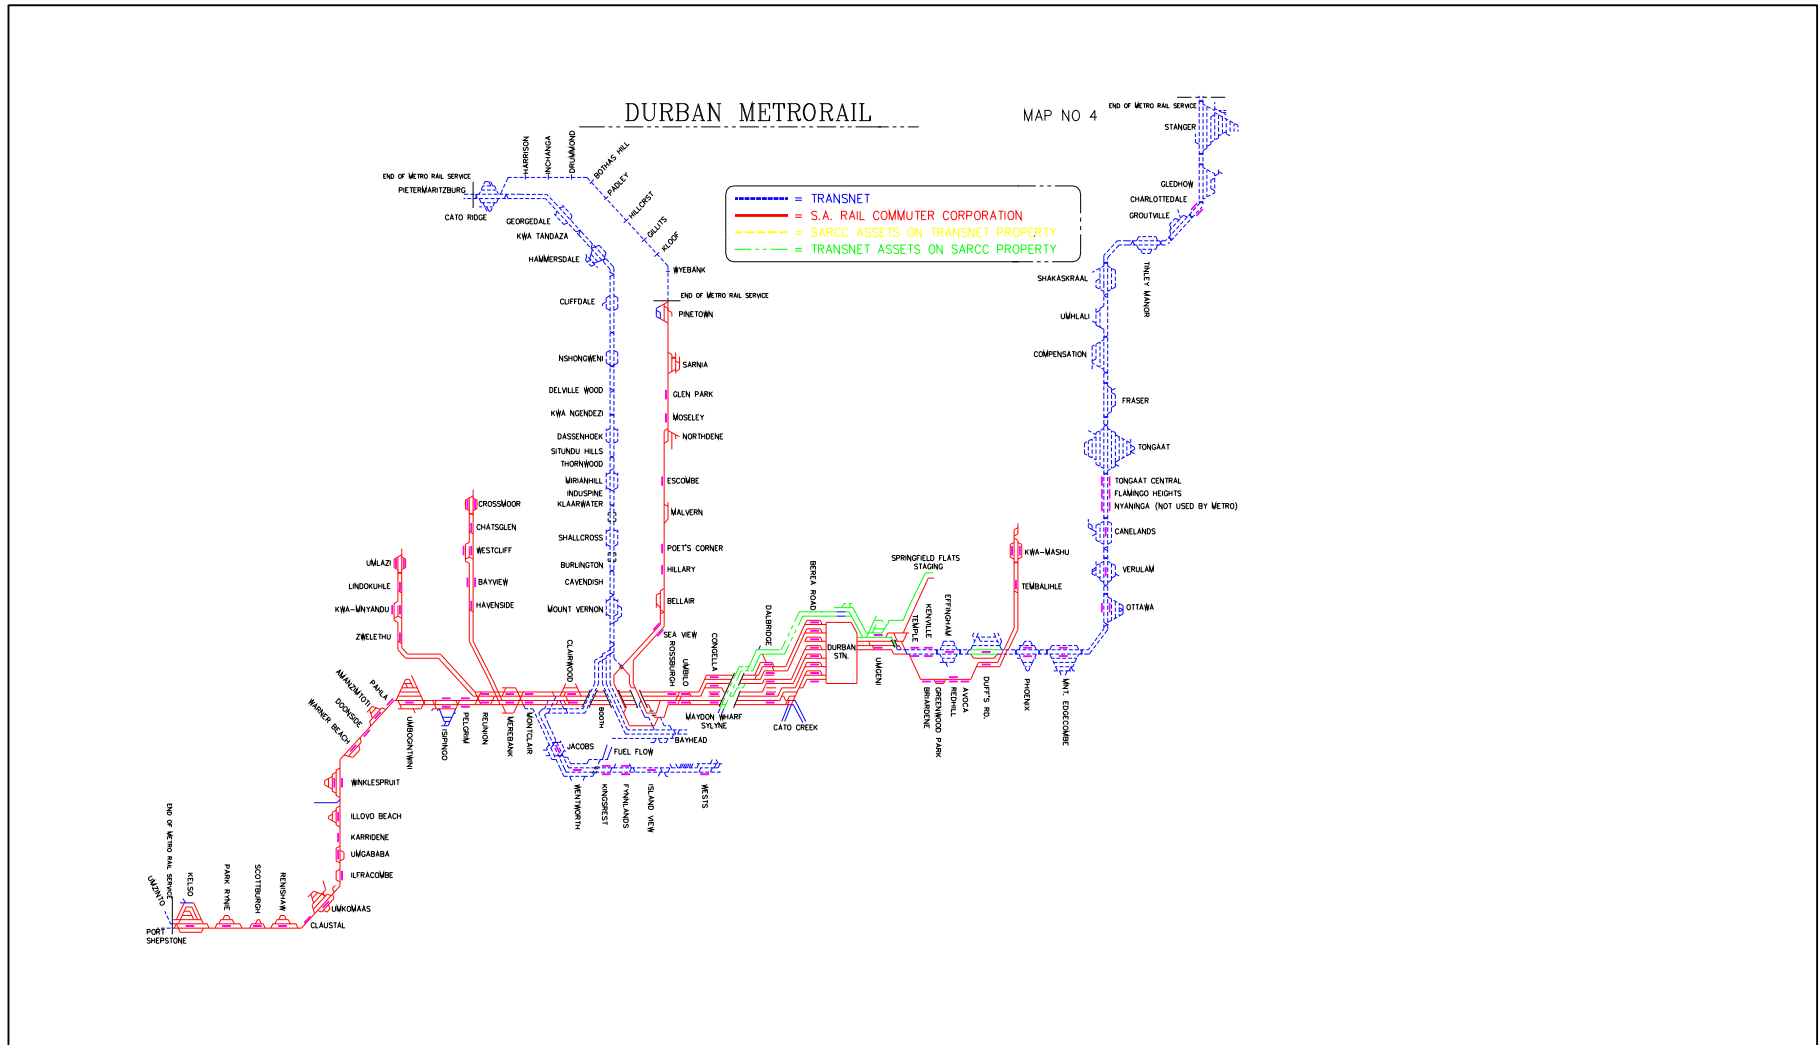 DURBAN METRORAIL
MAP NO 4
END OF METRO RAIL SERVICE
STANGER
GLEDHOW
CHARLOTTEDALE
GROUTVILLE
TINLEY MANOR
SHAKASKRAAL
UMHLALI
COMPENSATION
FRASER
TONGAAT
TONGAAT CENTRAL
FLAMINGO HEIGHTS
NYANINGA (NOT USED BY METRO)
CANELANDS
VERULAM
OTTAWA
= TRANSNET
= S.A. RAIL COMMUTER CORPORATION
= SARCC ASSETS ON TRANSNET PROPERTY
= TRANSNET ASSETS ON SARCC PROPERTY
HARRISON
INCHANGA
DRUMMOND
BOTHAS HILL
PADLEY
HILLCRST
GILLITS
KLOOF
WYEBANK
END OF METRO RAIL SERVICE
PINETOWN
SARNIA
GLEN PARK
MOSELEY
NORTHDENE
ESCOMBE
MALVERN
POET'S CORNER
HILLARY
BELLAIR
SEA VIEW
END OF METRO RAIL SERVICE
PIETERMARITZBURG
CATO RIDGE
GEORGEDALE
KWA TANDAZA
HAMMERSDALE
CLIFFDALE
NSHONGWENI
DELVILLE WOOD
KWA NGENDEZI
DASSENHOEK
SITUNDU HILLS
THORNWOOD
MIRIANHILL
INDUSPINE
KLAARWATER
SHALLCROSS
BURLINGTON
CAVENDISH
MOUNT VERNON
CROSSMOOR
CHATSGLEN
WESTCLIFF
BAYVIEW
HAVENSIDE
UMLAZI
LINDOKUHLE
KWA-MNYANDU
ZWELETHU
CLAIRWOOD
ROSSBURGH
UMBILO
CONGELLA
DALBRIDGE
BEREA ROAD
DURBAN
STN.
SPRINGFIELD FLATS
STAGING
UMGENI
TEMPLE
KENVILLE
EFFINGHAM
KWA-MASHU
TEMBALIHLE
BRIARDENE
GREENWOOD PARK
REDHILL
AVOCA
DUFF'S RD.
PHOENIX
MNT. EDGECOMBE
MAYDON WHARF
SYLYNE
CATO CREEK
BAYHEAD
BOOTH
FUEL FLOW
JACOBS
WENTWORTH
KINGSREST
FYNNLANDS
ISLAND VIEW
WESTS
MONTCLAIR
MEREBANK
REUNION
PELGRIM
ISIPINGO
UMBOGINTWINI
PAHLA
AMANZIMTOTI
DOONSIDE
WARNER BEACH
WINKLESPRUIT
ILLOVO BEACH
KARRIDENE
UMGABABA
ILFRACOMBE
UMKOMAAS
CLAUSTAL
RENISHAW
SCOTTBURGH
PARK RYNIE
KELSO
END OF METRO RAIL SERVICE
UMZINTO
PORT
SHEPSTONE